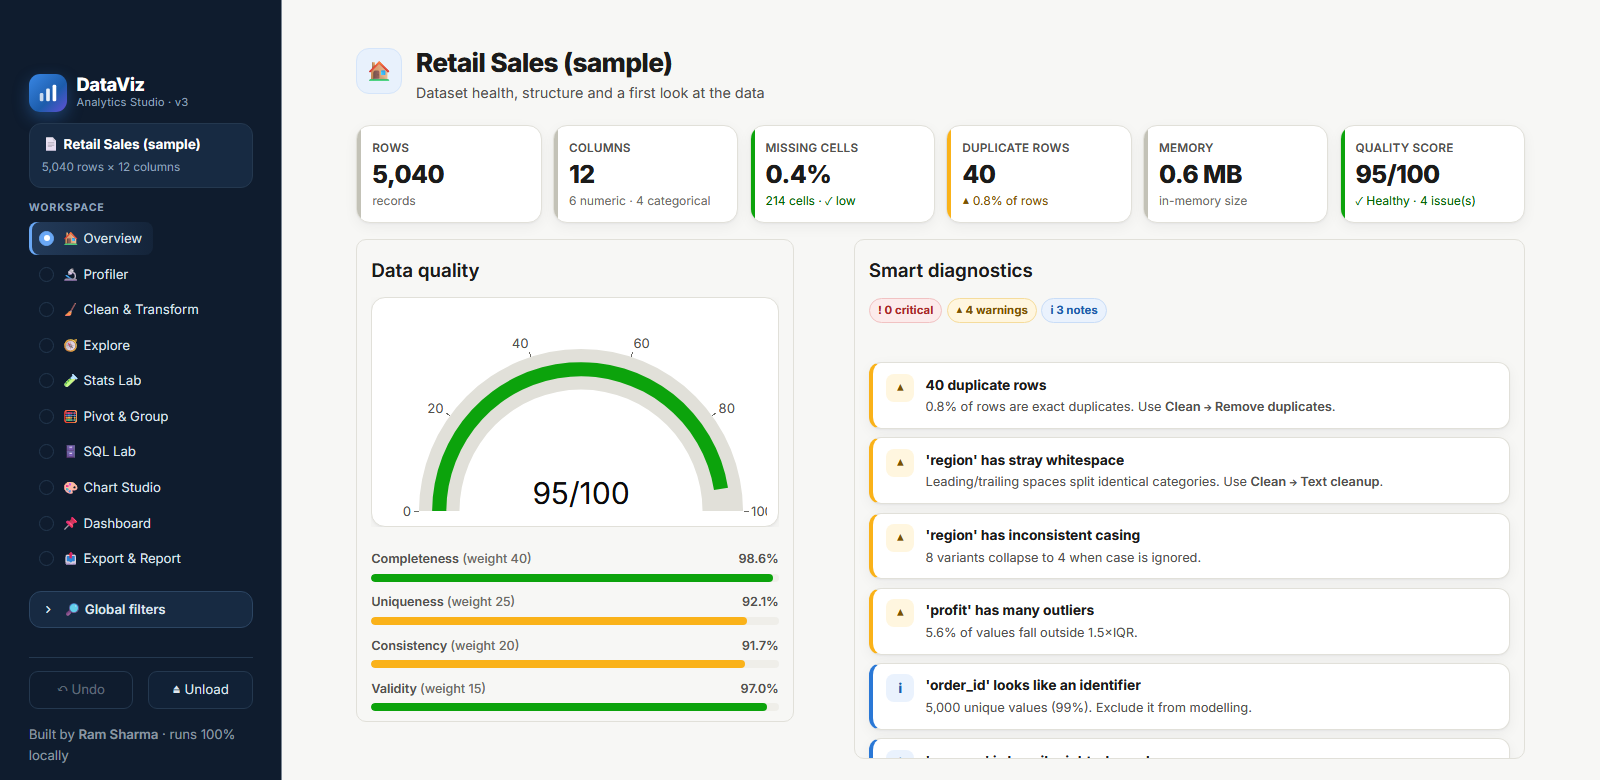 DataViz
Analytics Studio · v3
Retail Sales (sample)
5,040 rows × 12 columns
WORKSPACE
Overview
Profiler
Clean & Transform
Explore
Stats Lab
Pivot & Group
SQL Lab
Chart Studio
Dashboard
Export & Report
Global filters
Undo
Unload
Built by Ram Sharma · runs 100%
locally
Retail Sales (sample)
Dataset health, structure and a first look at the data
ROWS
5,040
records
COLUMNS
12
6 numeric · 4 categorical
MISSING CELLS
0.4%
214 cells · ✓ low
DUPLICATE ROWS
40
▲ 0.8% of rows
MEMORY
0.6 MB
in-memory size
QUALITY SCORE
95/100
✓ Healthy · 4 issue(s)
Data quality
0
20
40
60
80
95/100
Completeness (weight 40) 98.6%
Uniqueness (weight 25) 92.1%
Consistency (weight 20) 91.7%
Validity (weight 15) 97.0%
Smart diagnostics
! 0 critical
▲ 4 warnings
i 3 notes
40 duplicate rows
0.8% of rows are exact duplicates. Use Clean → Remove duplicates.
'region' has stray whitespace
Leading/trailing spaces split identical categories. Use Clean → Text cleanup.
'region' has inconsistent casing
8 variants collapse to 4 when case is ignored.
'profit' has many outliers
5.6% of values fall outside 1.5×IQR.
i
'order_id' looks like an identifier
5,000 unique values (99%). Exclude it from modelling.